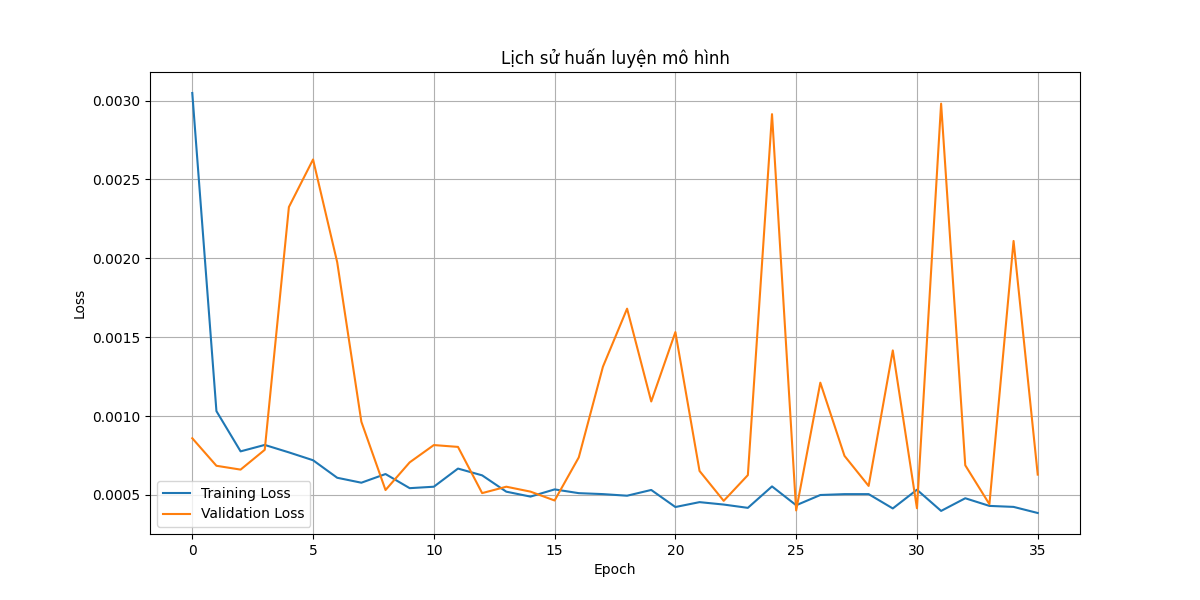 Lịch sử huấn luyện mô hình
Loss
0.0030
0.0025
0.0020
0.0015
0.0010
0.0005
Training Loss
Validation Loss
0 5 10 15 20 25 30 35
Epoch